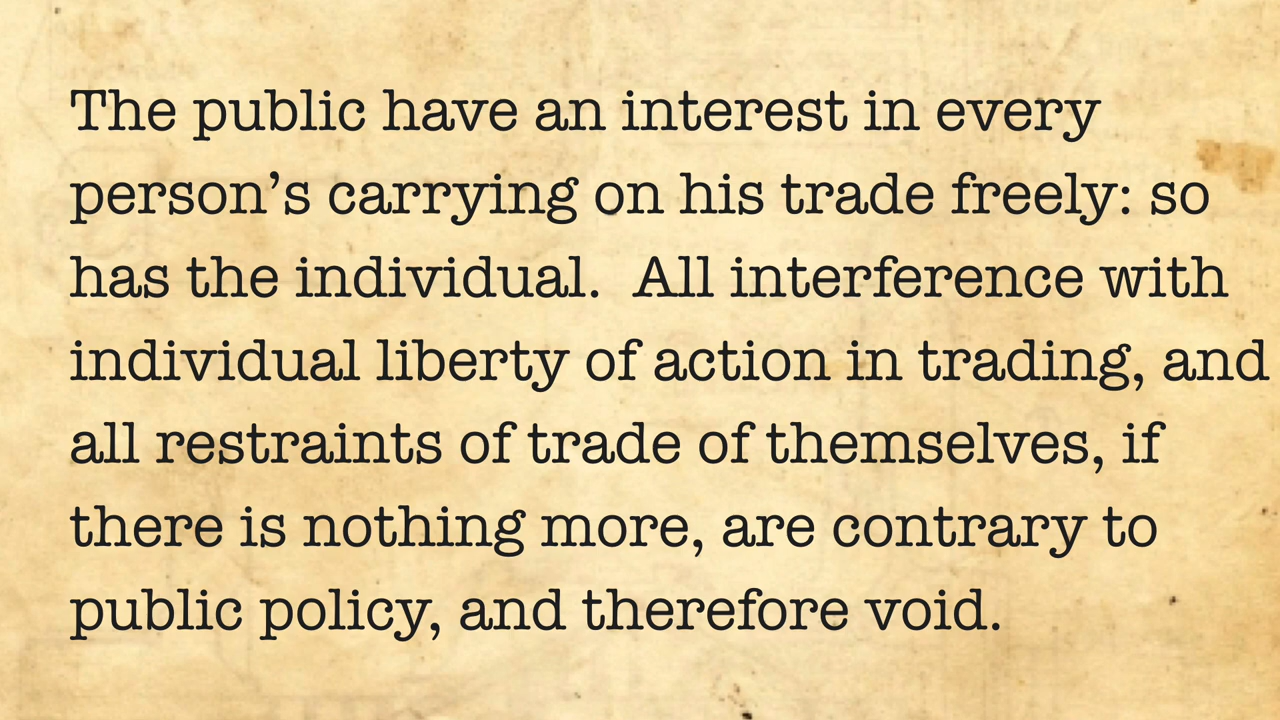 The public have an interest in every
person’s carrying on his trade freely: so
has the individual.  All interference with
individual liberty of action in trading, and
all restraints of trade of themselves, if
there is nothing more, are contrary to
public policy, and therefore void.